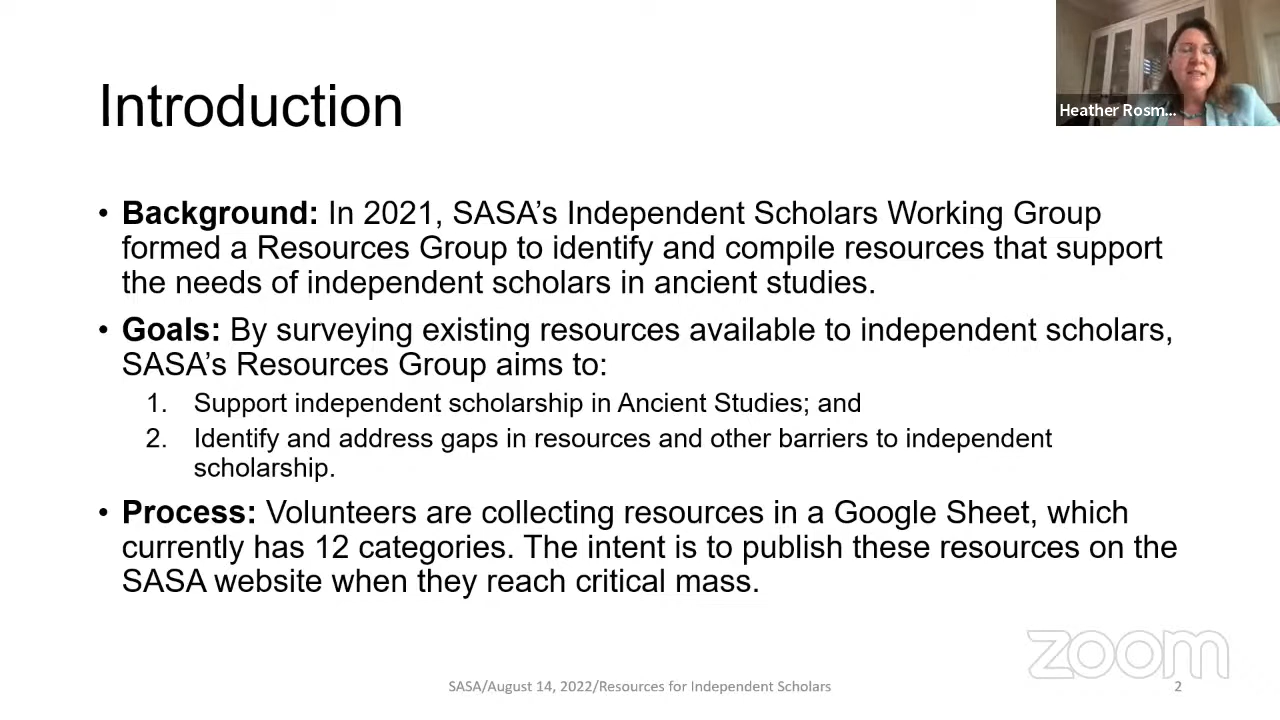 Heather Rosm...
Introduction
• Background: In 2021, SASA’s Independent Scholars Working Group
formed a Resources Group to identify and compile resources that support
the needs of independent scholars in ancient studies.
• Goals: By surveying existing resources available to independent scholars,
SASA’s Resources Group aims to:
1. Support independent scholarship in Ancient Studies; and
2. Identify and address gaps in resources and other barriers to independent
scholarship.
• Process: Volunteers are collecting resources in a Google Sheet, which
currently has 12 categories. The intent is to publish these resources on the
SASA website when they reach critical mass.
zoom
SASA/August 14, 2022/Resources for Independent Scholars
2